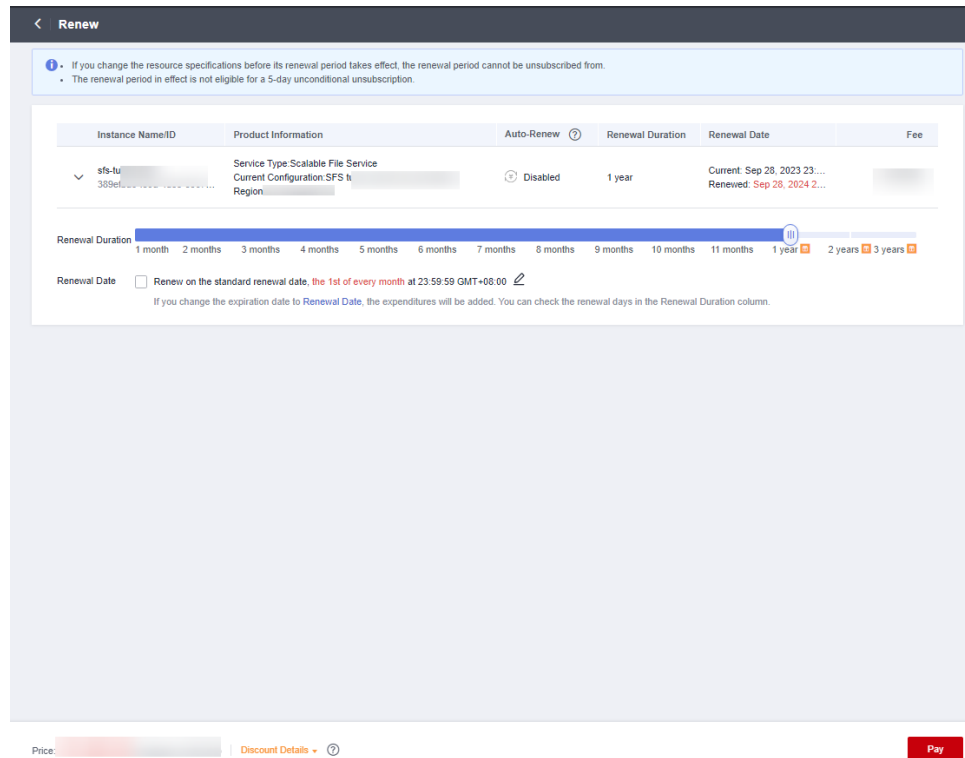 Renew
If you change the resource specifications before its renewal period takes effect, the renewal period cannot be unsubscribed from.
The renewal period in effect is not eligible for a 5-day unconditional unsubscription.
Instance Name/ID Product Information Auto-Renew Renewal Duration Renewal Date Fee
sfs-tu
Service Type:Scalable File Service
Current Configuration:SFS
Region
Disabled
1 year
Current: Sep 28, 2023 23:...
Renewed: Sep 28, 2024 2...
Renewal Duration
1 month 2 months 3 months 4 months 5 months 6 months 7 months 8 months 9 months 10 months 11 months 1 year 2 years 3 years
Renewal Date Renew on the standard renewal date, the 1st of every month at 23:59:59 GMT+08:00
If you change the expiration date to Renewal Date, the expenditures will be added. You can check the renewal days in the Renewal Duration column.
Price: Discount Details Pay